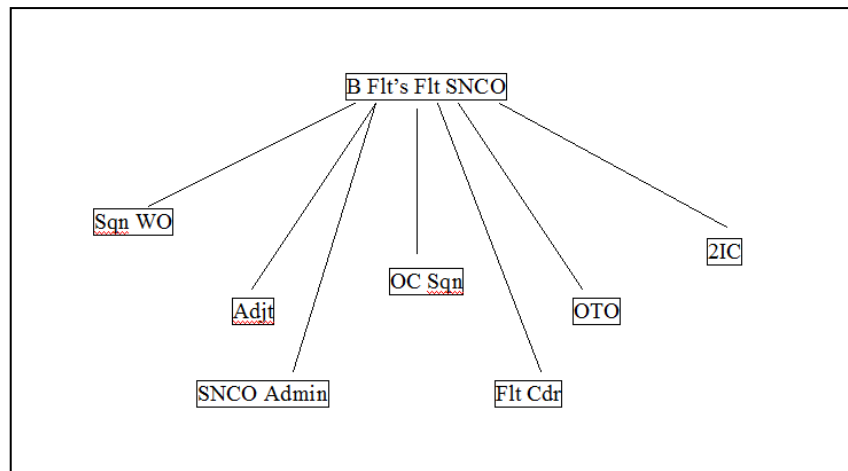 B Flt’s Flt SNCO
Sqn WO
2IC
OC Sqn
Adjt
OTO
SNCO Admin
Flt Cdr